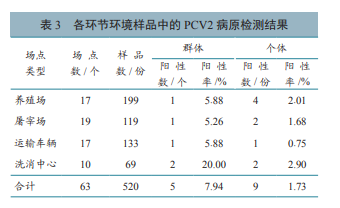 表 3 各环节环境样品中的 PCV2 病原检测结果
场点类型 场点数/个 样品数/份 群体 个体
阳性数/个 阳性率/% 阳性数/份 阳性率/%
养殖场 17 199 1 5.88 4 2.01
屠宰场 19 119 1 5.26 2 1.68
运输车辆 17 133 1 5.88 1 0.75
洗消中心 10 69 2 20.00 2 2.90
合计 63 520 5 7.94 9 1.73